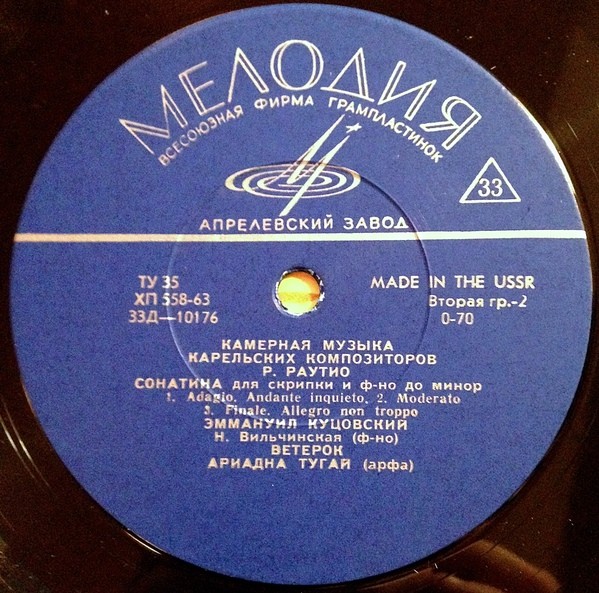 МЕЛОДИЯ
ВСЕСОЮЗНАЯ ФИРМА ГРАМПЛАСТИНОК
33
АПРЕЛЕВСКИЙ ЗАВОД
ТУ 35
ХП 558-63
33Д—10176
MADE IN THE USSR
Вторая гр.-2
0-70
КАМЕРНАЯ МУЗЫКА
КАРЕЛЬСКИХ КОМПОЗИТОРОВ
Р. РАУТИО
СОНАТИНА для скрипки и ф-но до минор
1. Adagio. Andante inquieto, 2. Moderato
3. Finale. Allegro non troppo
ЭММАНУИЛ КУЦОВСКИЙ
Н. Вильчинская (ф-но)
ВЕТЕРОК
АРИАДНА ТУГАЙ (арфа)